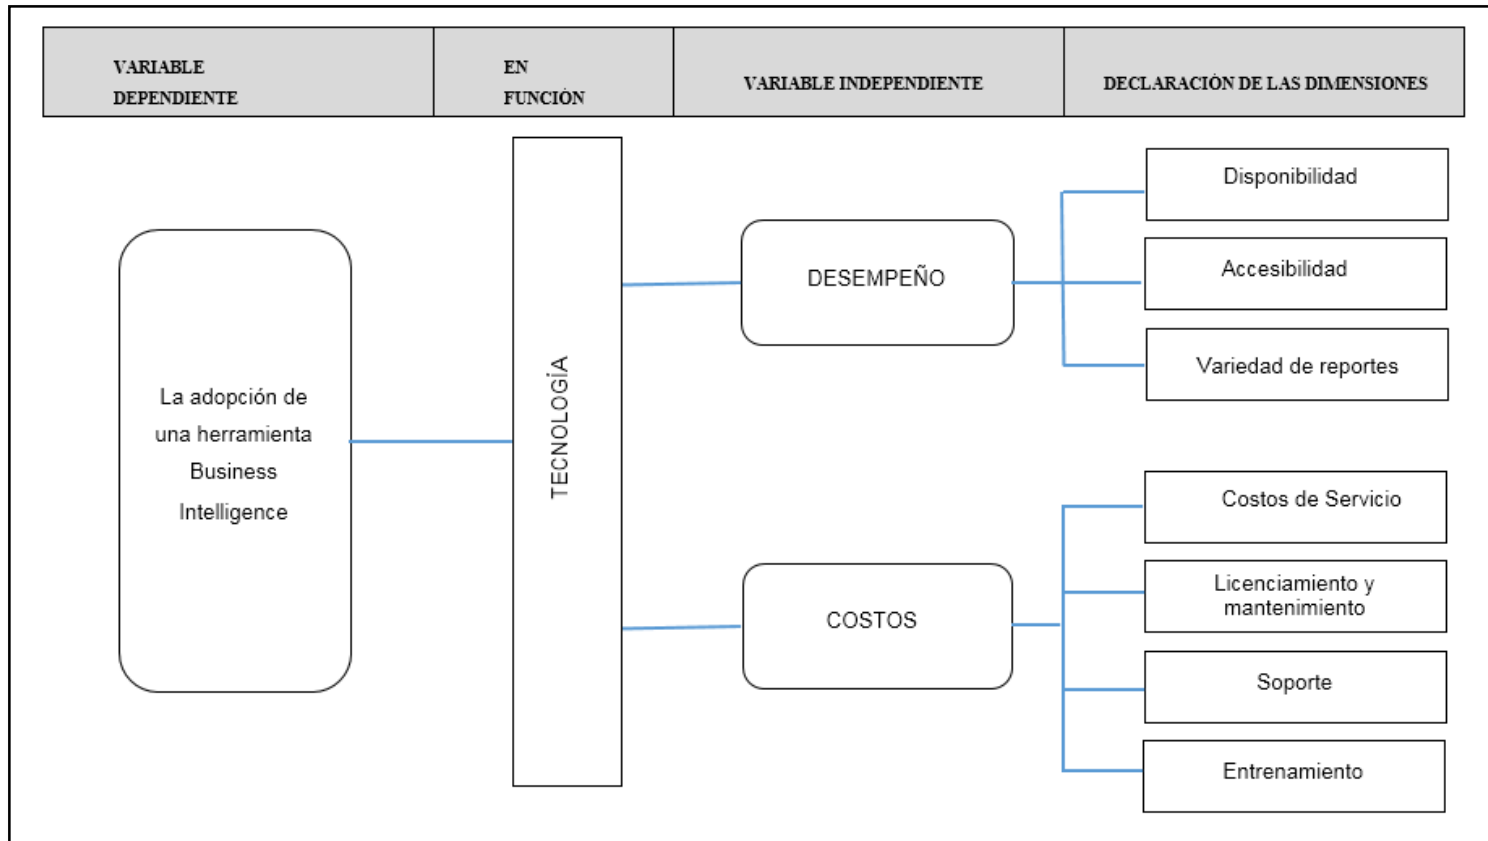 VARIABLE
DEPENDIENTE
EN
FUNCIÓN
VARIABLE INDEPENDIENTE
DECLARACIÓN DE LAS DIMENSIONES
La adopción de
una herramienta
Business
Intelligence
TECNOLOGÍA
DESEMPEÑO
Disponibilidad
Accesibilidad
Variedad de reportes
COSTOS
Costos de Servicio
Licenciamiento y
mantenimiento
Soporte
Entrenamiento